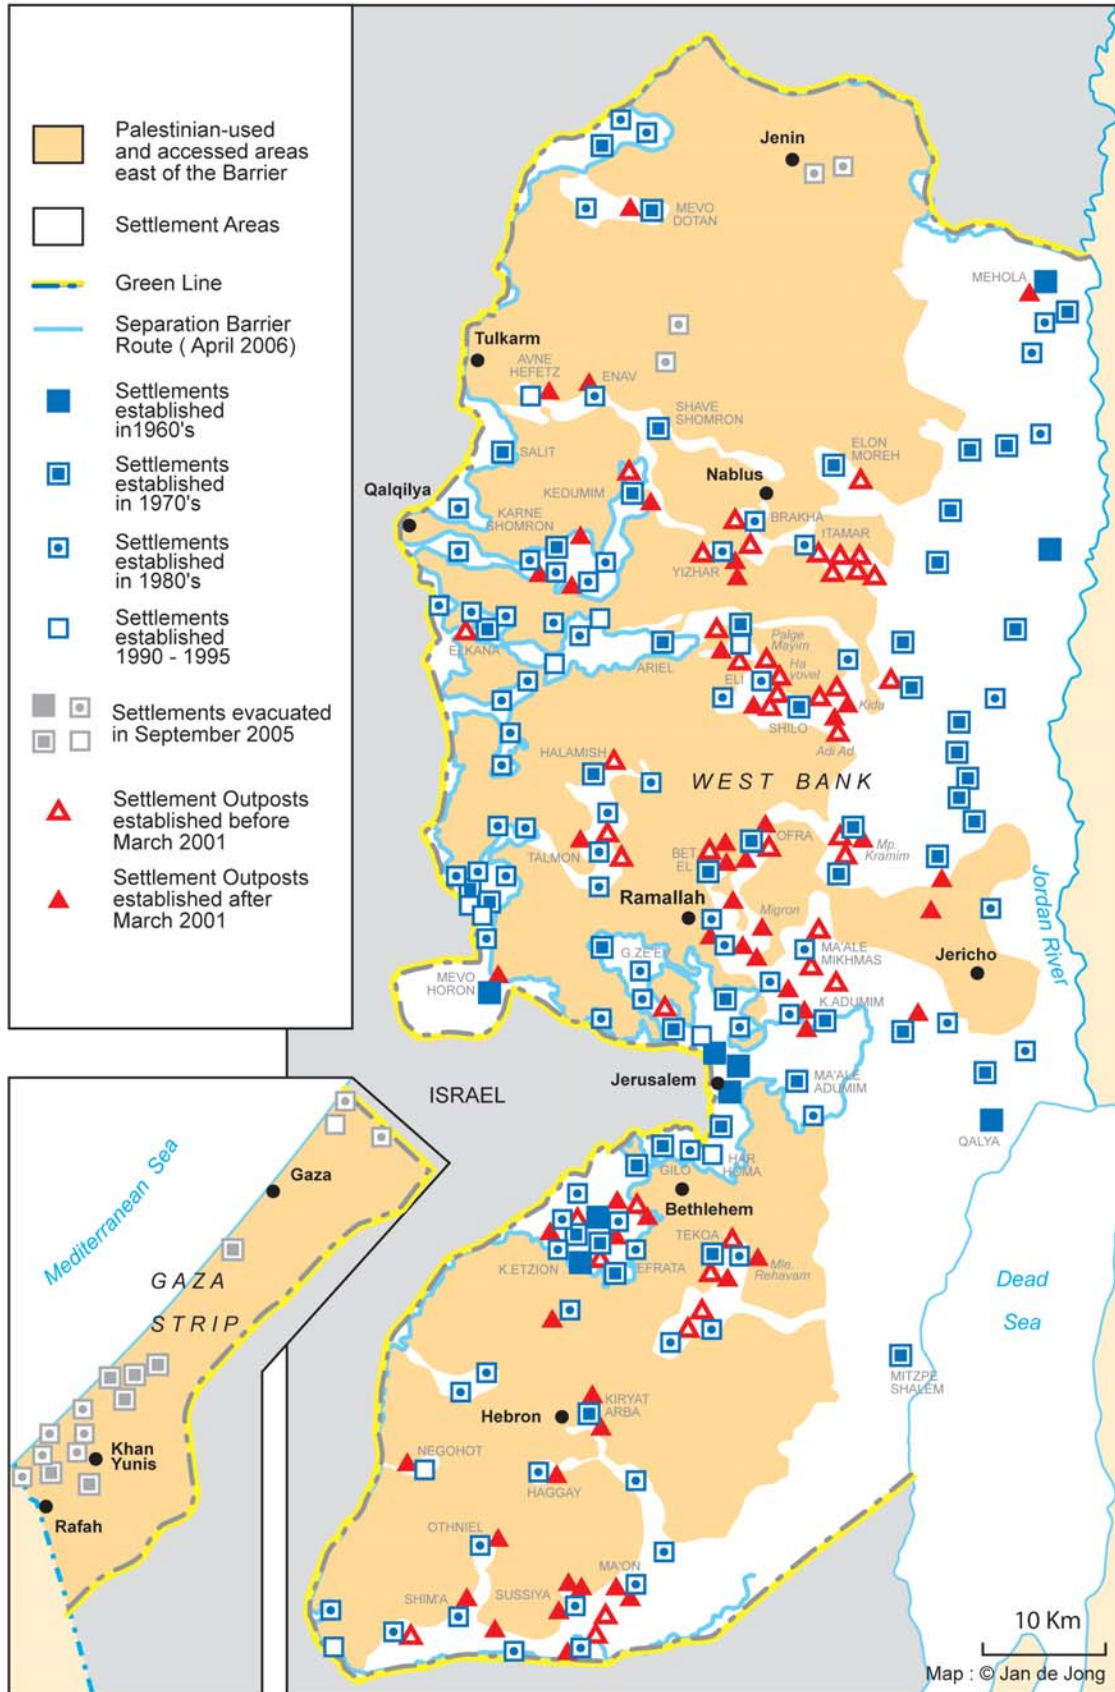 Palestinian-used
and accessed areas
east of the Barrier
Settlement Areas
Green Line
Separation Barrier
Route ( April 2006)
Settlements
established
in1960's
Settlements
established
in 1970's
Settlements
established
in 1980's
Settlements
established
1990 - 1995
Settlements evacuated
in September 2005
Settlement Outposts
established before
March 2001
Settlement Outposts
established after
March 2001
Jenin
MEVO
DOTAN
MEHOLA
Tulkarm
AVNE
HEFETZ
ENAV
SHAVE
SHOMRON
SALIT
ELON
MOREH
Qalqilya
KEDUMIM
Nablus
KARNE
SHOMRON
BRAKHA
ITAMAR
YIZHAR
ELKANA
ARIEL
Palge
Mayim
ELI
Ha
yovel
SHILO
Kida
Adi Ad
HALAMISH
WEST BANK
TALMON
BET
EL
OFRA
Mp.
Kramim
Ramallah
Migron
Jordan River
G.ZE'EV
MA'ALE
MIKHMAS
Jericho
MEVO
HORON
K.ADUMIM
ISRAEL
Jerusalem
MA'ALE
ADUMIM
QALYA
HAR
HOMA
GILO
Bethlehem
TEKOA
K.ETZION
EFRATA
Mle.
Rehavam
Dead
Sea
MITZPE
SHALEM
KIRYAT
ARBA
Hebron
NEGOHOT
HAGGAY
OTHNIEL
MA'ON
SHIM'A
SUSSIYA
10 Km
Map : © Jan de Jong
Mediterranean Sea
Gaza
GAZA
STRIP
Khan
Yunis
Rafah